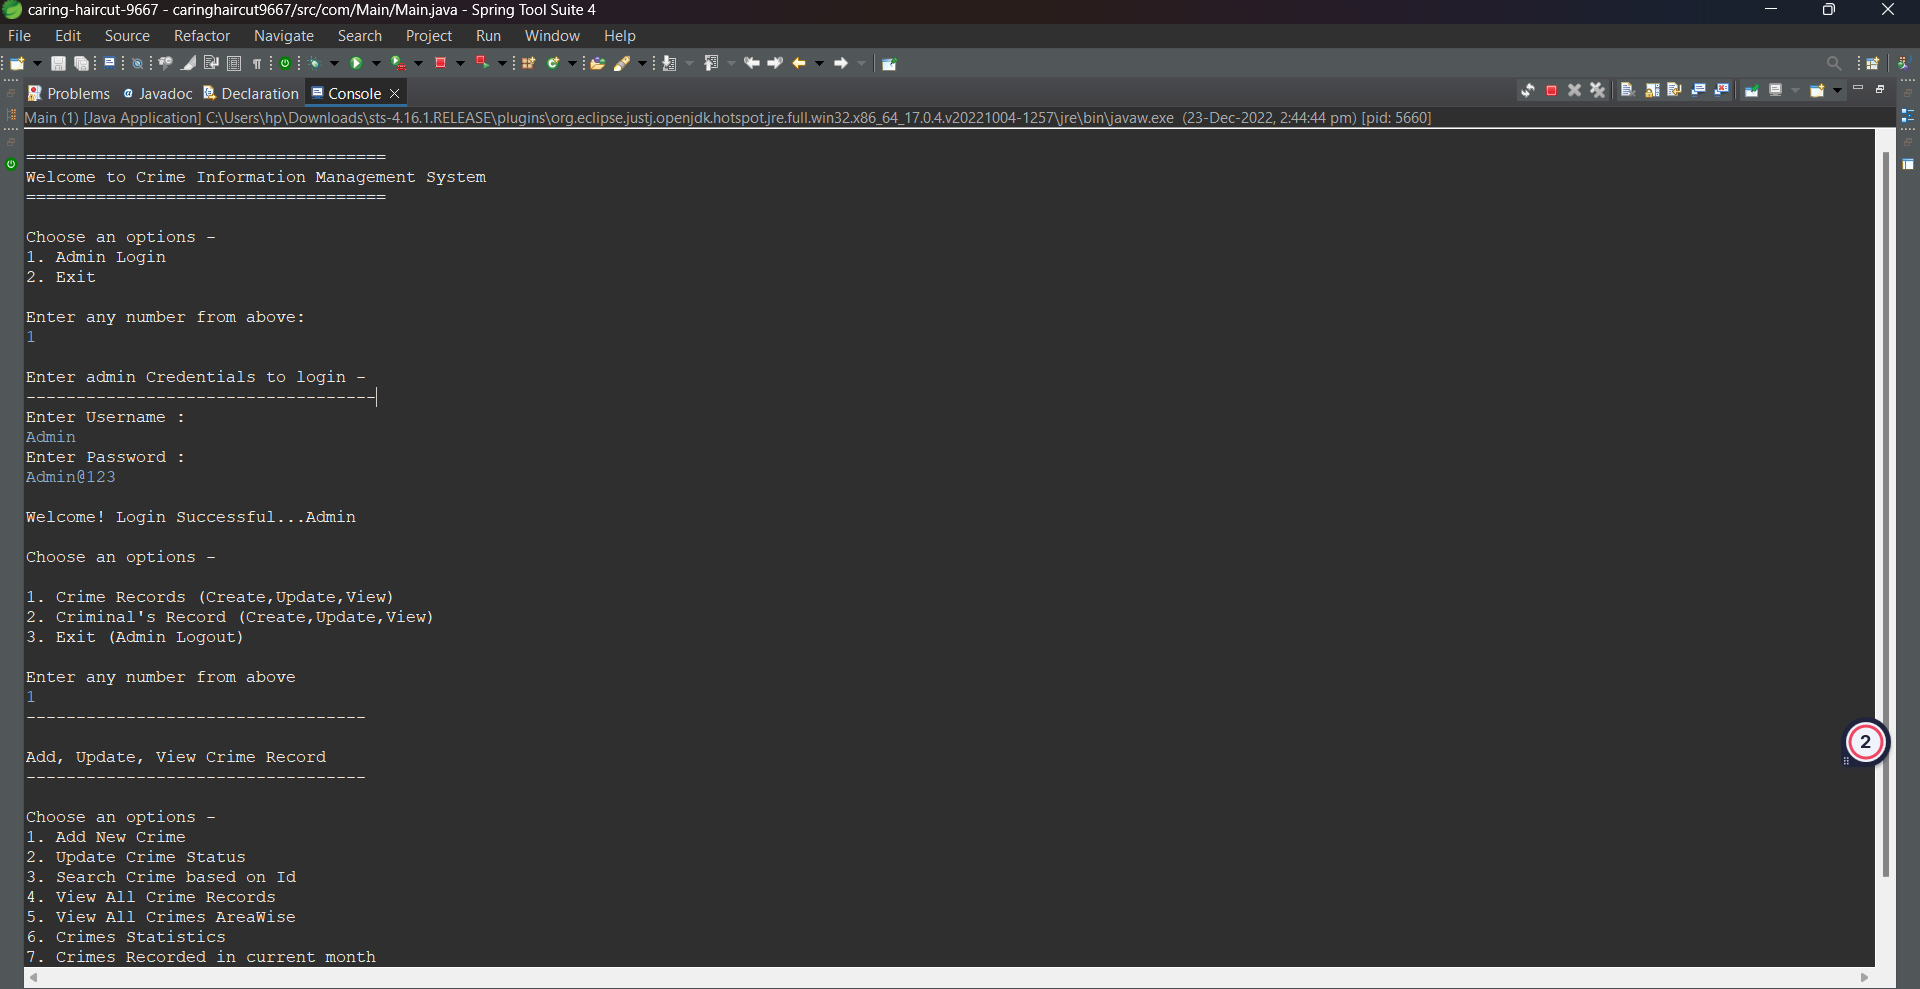 caring-haircut-9667 - caringhaircut9667/src/com/Main/Main.java - Spring Tool Suite 4
File Edit Source Refactor Navigate Search Project Run Window Help
Problems Javadoc Declaration Console
Main (1) [Java Application] C:\Users\hp\Downloads\sts-4.16.1.RELEASE\plugins\org.eclipse.justj.openjdk.hotspot.jre.full.win32.x86_64_17.0.4.v20221004-1257\jre\bin\javaw.exe (23-Dec-2022, 2:44:44 pm) [pid: 5660]
====================================
Welcome to Crime Information Management System
====================================
Choose an options -
1. Admin Login
2. Exit
Enter any number from above:
1
Enter admin Credentials to login -
-----------------------------------
Enter Username :
Admin
Enter Password :
Admin@123
Welcome! Login Successful...Admin
Choose an options -
1. Crime Records (Create,Update,View)
2. Criminal's Record (Create,Update,View)
3. Exit (Admin Logout)
Enter any number from above
1
----------------------------------
Add, Update, View Crime Record
----------------------------------
Choose an options -
1. Add New Crime
2. Update Crime Status
3. Search Crime based on Id
4. View All Crime Records
5. View All Crimes AreaWise
6. Crimes Statistics
7. Crimes Recorded in current month
2